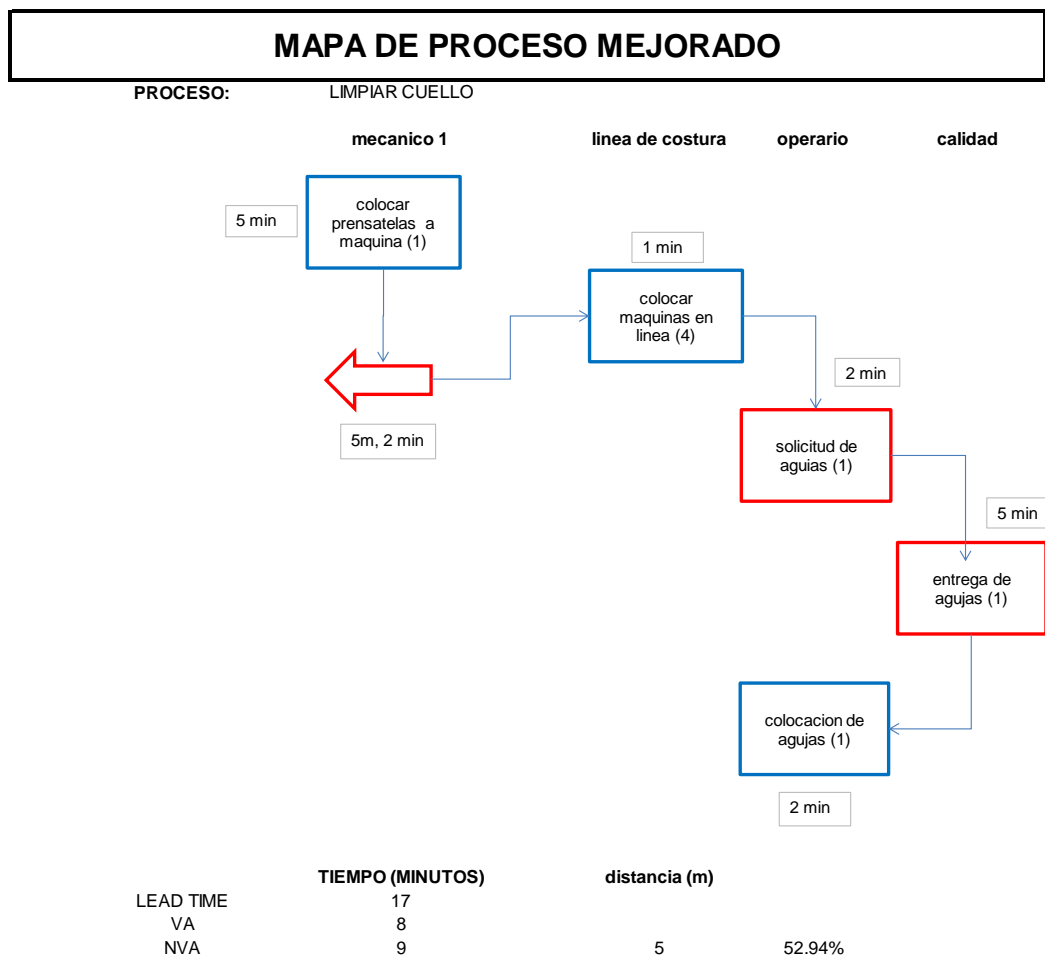 MAPA DE PROCESO MEJORADO
PROCESO: LIMPIAR CUELLO
mecanico 1 linea de costura operario calidad
5 min
colocar
prensatelas a
maquina (1)
1 min
colocar
maquinas en
linea (4)
2 min
5m, 2 min
solicitud de
aguias (1)
5 min
entrega de
agujas (1)
colocacion de
agujas (1)
2 min
TIEMPO (MINUTOS) distancia (m)
LEAD TIME 17
VA 8
NVA 9 5 52.94%